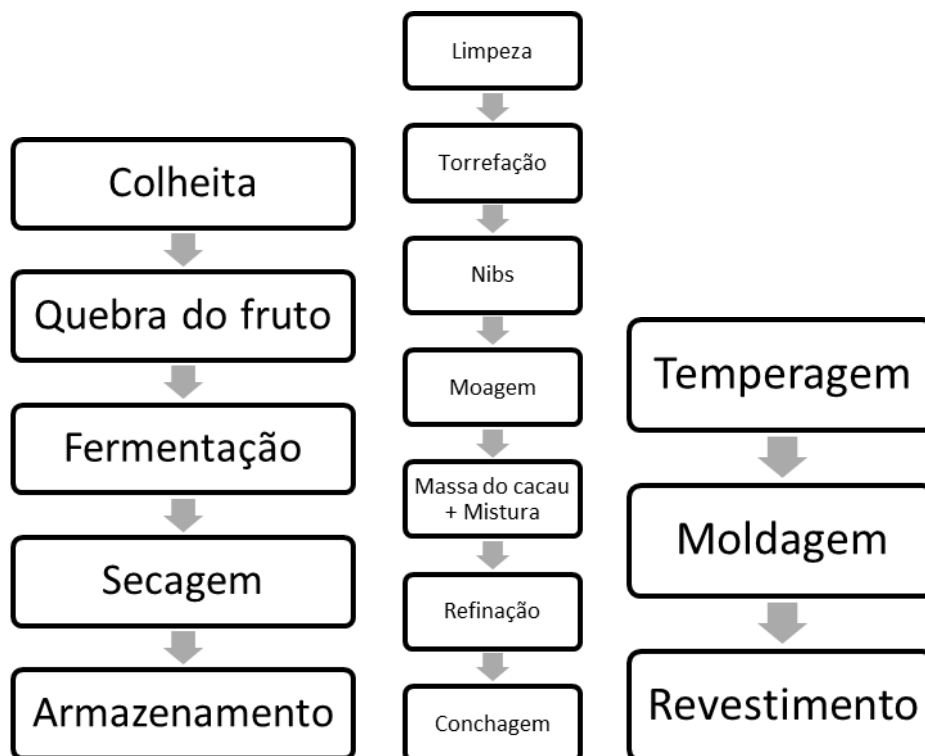 Colheita
Quebra do fruto
Fermentação
Secagem
Armazenamento
Limpeza
Torrefação
Nibs
Moagem
Massa do cacau
+ Mistura
Refinação
Conchagem
Temperagem
Moldagem
Revestimento